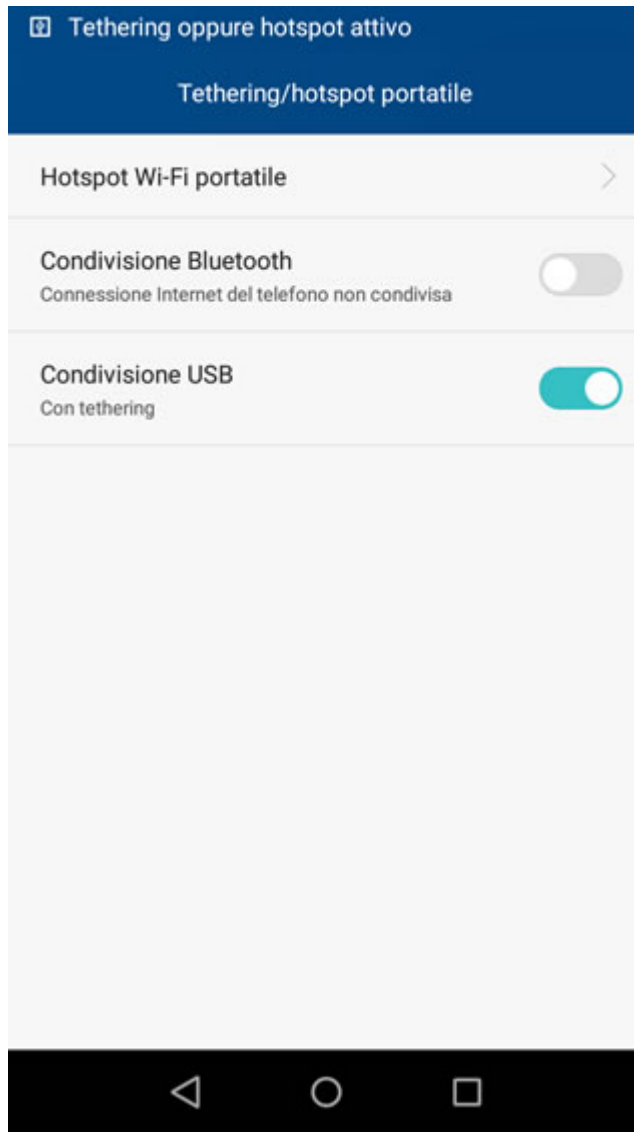 Tethering oppure hotspot attivo
Tethering/hotspot portatile
Hotspot Wi-Fi portatile
Condivisione Bluetooth
Connessione Internet del telefono non condivisa
Condivisione USB
Con tethering